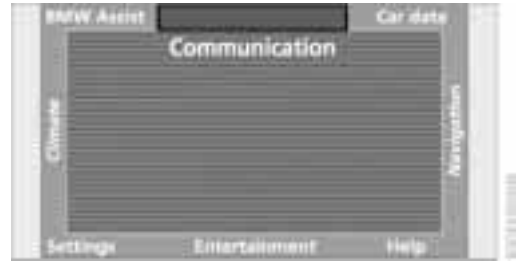 BMW Assist Car data
Communication
Climate
Navigation
Settings Entertainment Help